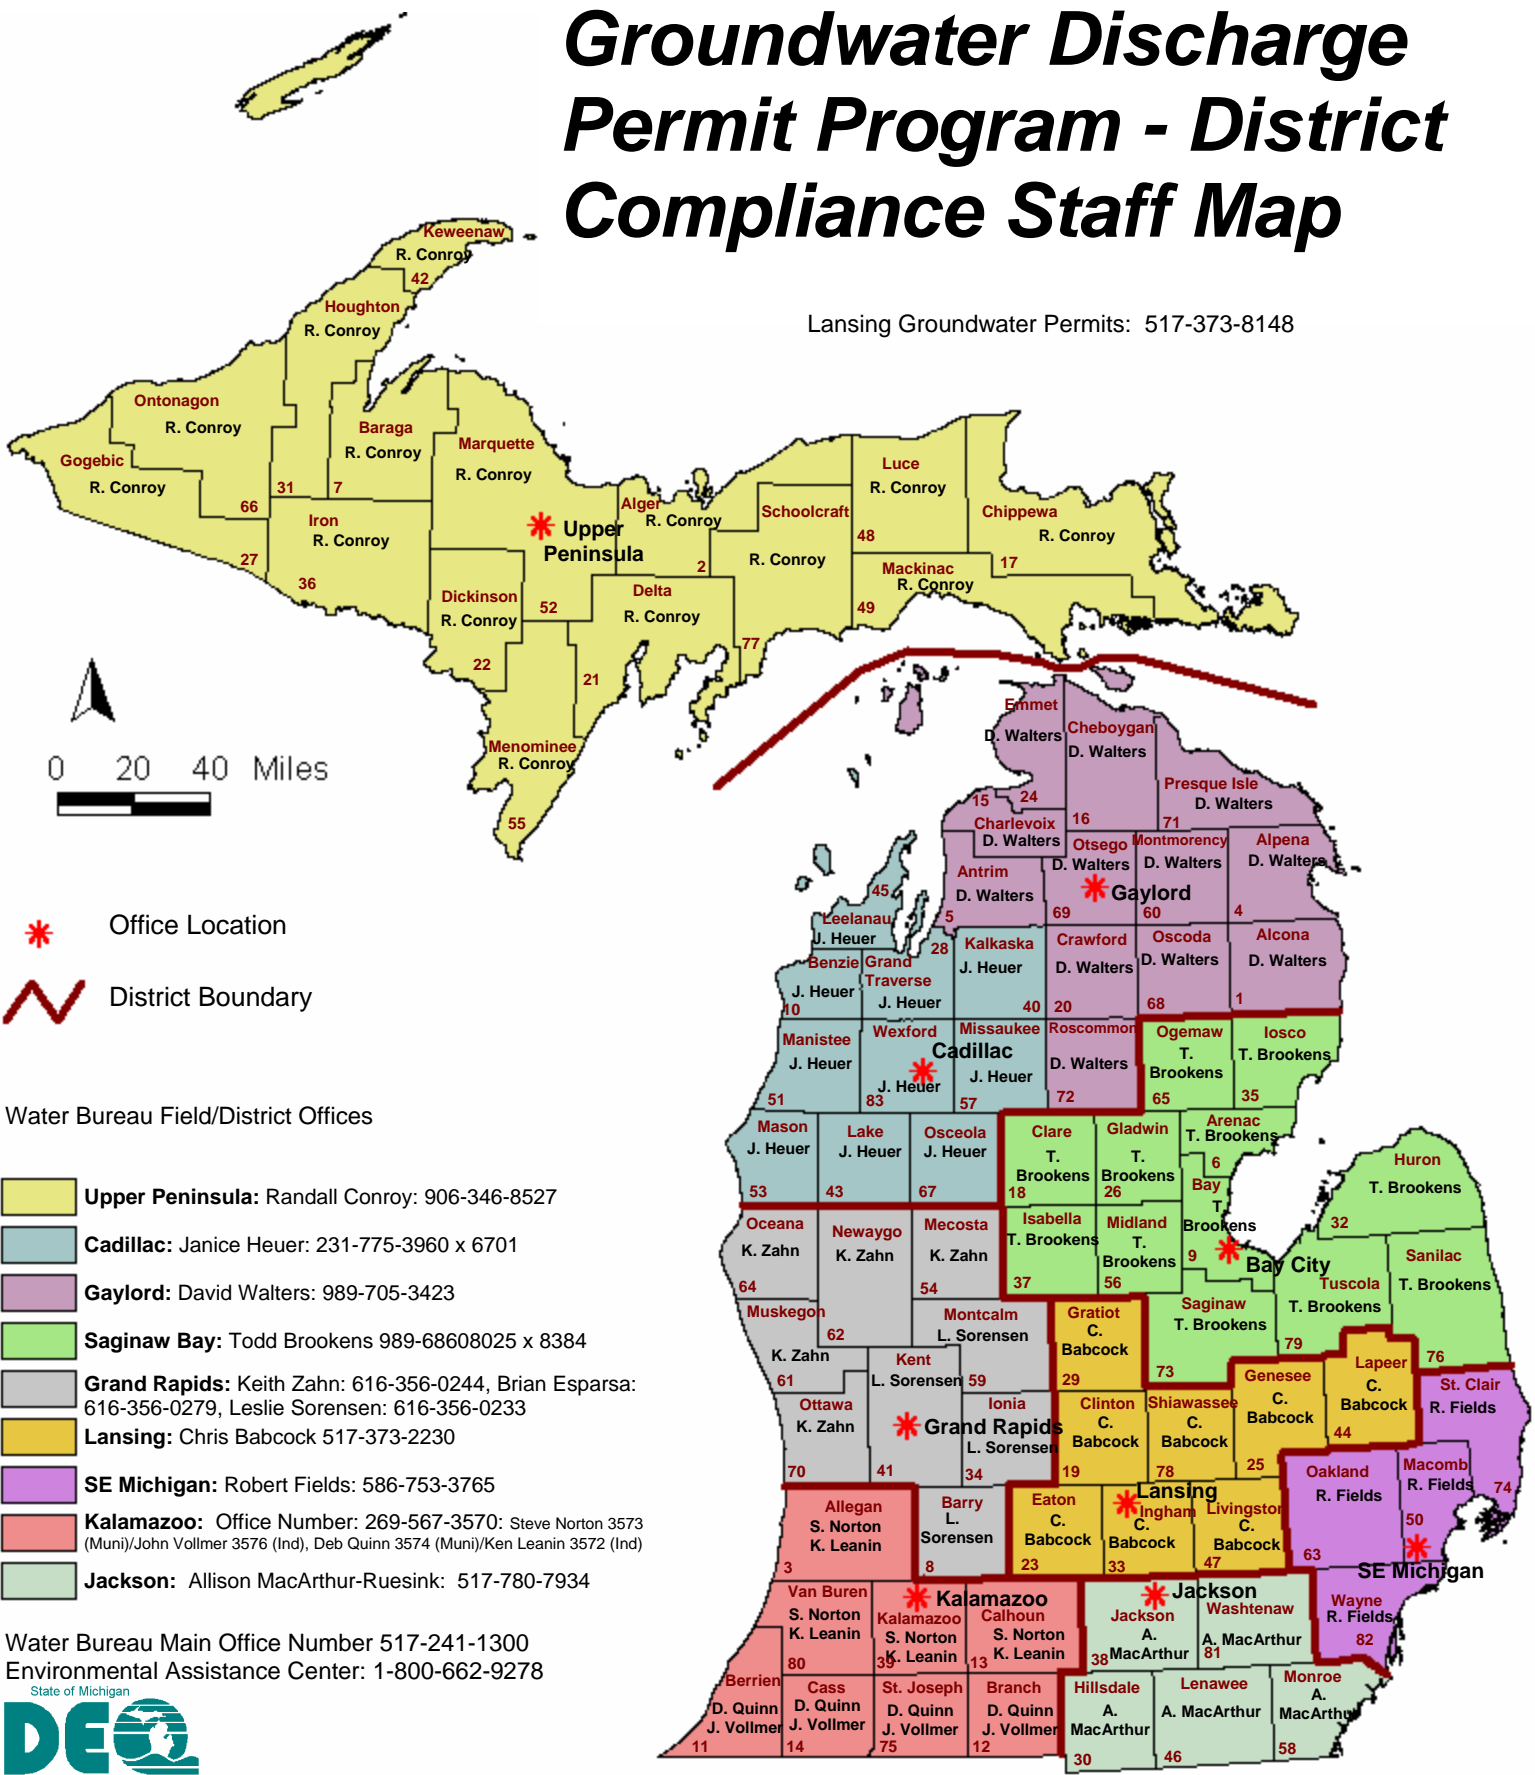 Groundwater Discharge
Permit Program - District
Compliance Staff Map
Lansing Groundwater Permits: 517-373-8148
Keweenaw
R. Conroy
42
Houghton
R. Conroy
Ontonagon
R. Conroy
Baraga
R. Conroy
Marquette
R. Conroy
Gogebic
R. Conroy
66
31
7
27
Iron
R. Conroy
36
Upper
Peninsula
Alger
R. Conroy
2
Schoolcraft
R. Conroy
Luce
R. Conroy
48
Chippewa
R. Conroy
17
Mackinac
R. Conroy
49
Dickinson
R. Conroy
22
52
Delta
R. Conroy
77
21
Menominee
R. Conroy
55
0 20 40 Miles
Emmet
D. Walters
24
Cheboygan
D. Walters
16
Presque Isle
D. Walters
71
15
Charlevoix
D. Walters
Antrim
D. Walters
5
Otsego
D. Walters
69
Gaylord
Montmorency
D. Walters
60
Alpena
D. Walters
4
45
Leelanau
J. Heuer
Benzie
J. Heuer
10
28
Grand
Traverse
J. Heuer
Kalkaska
J. Heuer
40
Crawford
D. Walters
20
Oscoda
D. Walters
68
Alcona
D. Walters
1
Manistee
J. Heuer
51
Wexford
Cadillac
J. Heuer
83
Missaukee
J. Heuer
57
Roscommon
D. Walters
72
Ogemaw
T.
Brookens
65
Iosco
T. Brookens
35
Mason
J. Heuer
53
Lake
J. Heuer
43
Osceola
J. Heuer
67
Clare
T.
Brookens
18
Gladwin
T.
Brookens
26
Arenac
T. Brookens
6
Bay
T.
Brookens
9
Bay City
Huron
T. Brookens
32
Oceana
K. Zahn
64
Newaygo
K. Zahn
62
Mecosta
K. Zahn
54
Isabella
T. Brookens
37
Midland
T.
Brookens
56
Saginaw
T. Brookens
73
Tuscola
T. Brookens
79
Sanilac
T. Brookens
76
Muskegon
K. Zahn
61
Montcalm
L. Sorensen
59
Kent
L. Sorensen
41
Grand Rapids
Ottawa
K. Zahn
70
Ionia
L. Sorensen
34
Gratiot
C.
Babcock
29
Clinton
C.
Babcock
19
Shiawassee
C.
Babcock
78
Genesee
C.
Babcock
25
Lapeer
C.
Babcock
44
St. Clair
R. Fields
74
Oakland
R. Fields
63
Macomb
R. Fields
50
SE Michigan
Allegan
S. Norton
K. Leanin
3
Barry
L.
Sorensen
8
Eaton
C.
Babcock
23
Lansing
Ingham
C.
Babcock
33
Livingston
C.
Babcock
47
Wayne
R. Fields
82
Van Buren
S. Norton
K. Leanin
80
Kalamazoo
Kalamazoo
S. Norton
K. Leanin
39
Calhoun
S. Norton
K. Leanin
13
Jackson
Jackson
A.
MacArthur
38
Washtenaw
A. MacArthur
81
Berrien
D. Quinn
J. Vollmer
11
Cass
D. Quinn
J. Vollmer
14
St. Joseph
D. Quinn
J. Vollmer
75
Branch
D. Quinn
J. Vollmer
12
Hillsdale
A.
MacArthur
30
Lenawee
A. MacArthur
46
Monroe
A.
MacArthur
58
Office Location
District Boundary
Water Bureau Field/District Offices
Upper Peninsula: Randall Conroy: 906-346-8527
Cadillac: Janice Heuer: 231-775-3960 x 6701
Gaylord: David Walters: 989-705-3423
Saginaw Bay: Todd Brookens 989-68608025 x 8384
Grand Rapids: Keith Zahn: 616-356-0244, Brian Esparsa:
616-356-0279, Leslie Sorensen: 616-356-0233
Lansing: Chris Babcock 517-373-2230
SE Michigan: Robert Fields: 586-753-3765
Kalamazoo: Office Number: 269-567-3570: Steve Norton 3573
(Muni)/John Vollmer 3576 (Ind), Deb Quinn 3574 (Muni)/Ken Leanin 3572 (Ind)
Jackson: Allison MacArthur-Ruesink: 517-780-7934
Water Bureau Main Office Number 517-241-1300
Environmental Assistance Center: 1-800-662-9278
State of Michigan
DEQ